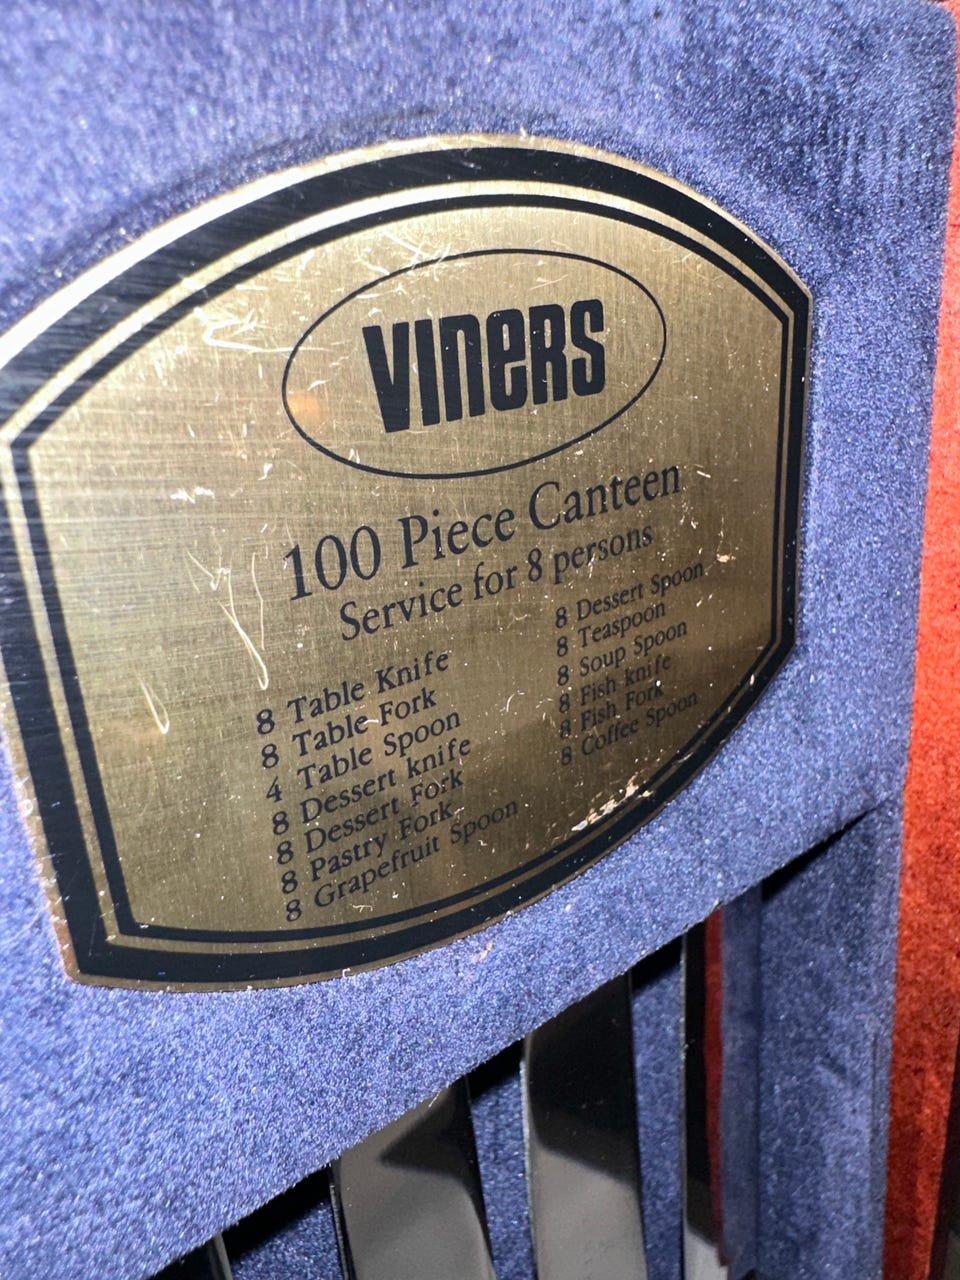 VINERS
100 Piece Canteen
Service for 8 persons
8 Table Knife
8 Table Fork
4 Table Spoon
8 Dessert knife
8 Dessert Fork
8 Pastry Fork
8 Grapefruit Spoon
8 Dessert Spoon
8 Teaspoon
8 Soup Spoon
8 Fish knife
8 Fish Fork
8 Coffee Spoon